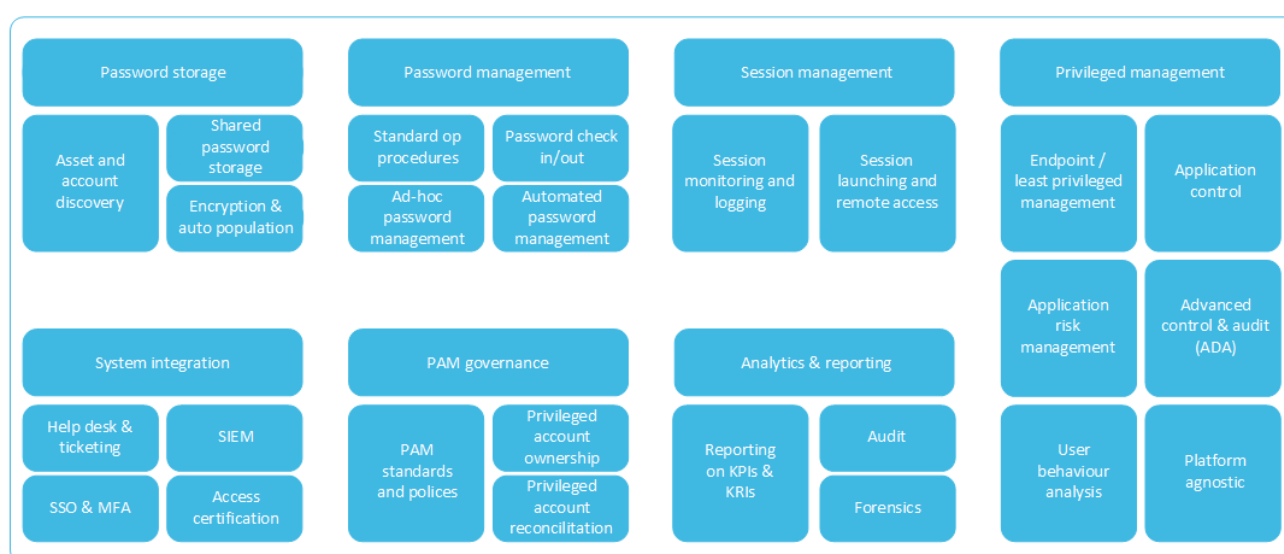 Password storage
Asset and
account
discovery
Shared
password
storage
Encryption &
auto population
Password management
Standard op
procedures
Password check
in/out
Ad-hoc
password
management
Automated
password
management
Session management
Session
monitoring and
logging
Session
launching and
remote access
Privileged management
Endpoint /
least privileged
management
Application
control
Application
risk
management
Advanced
control & audit
(ADA)
User
behaviour
analysis
Platform
agnostic
System integration
Help desk &
ticketing
SIEM
SSO & MFA
Access
certification
PAM governance
PAM
standards
and polices
Privileged
account
ownership
Privileged
account
reconcilitation
Analytics & reporting
Reporting
on KPIs &
KRIs
Audit
Forensics